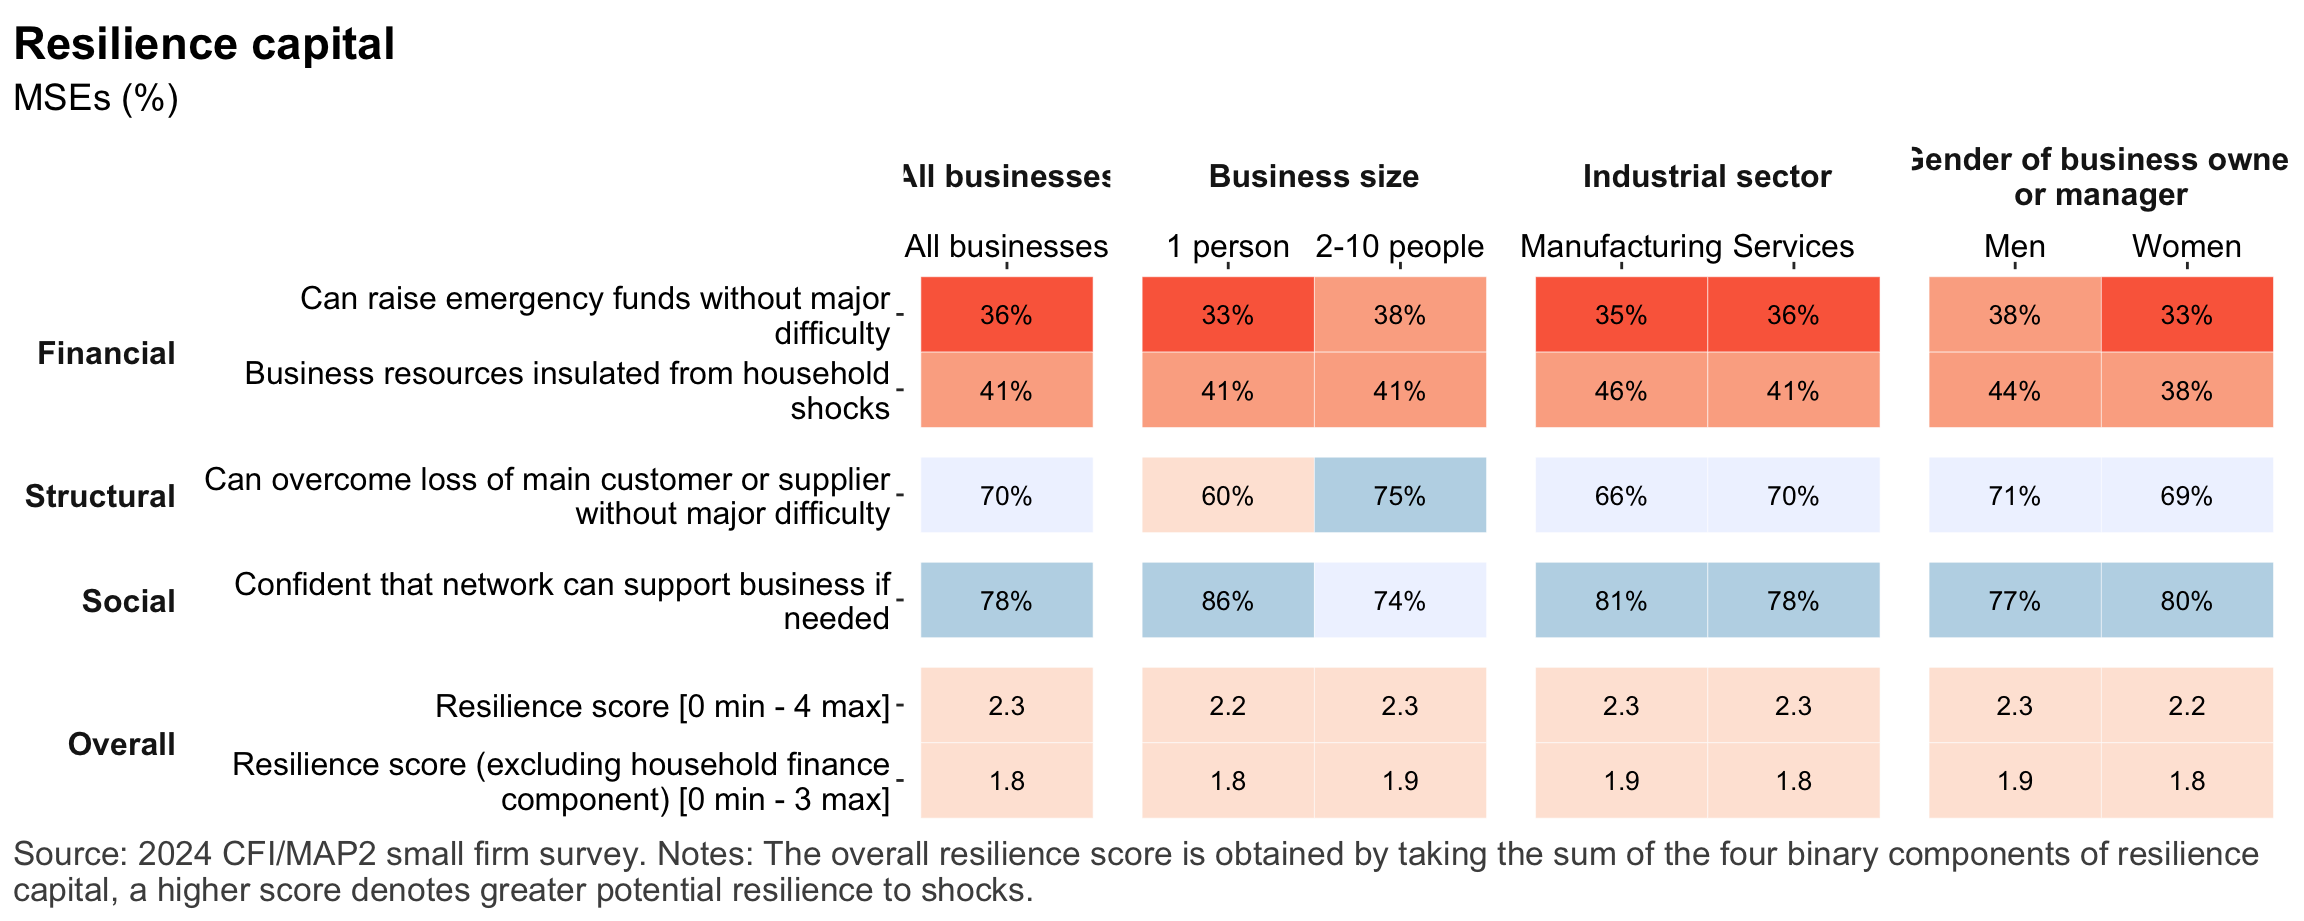 Resilience capital
MSEs (%)
All businesses
Business size
Industrial sector
Gender of business owne
or manager
All businesses
1 person
2-10 people
Manufacturing
Services
Men
Women
Financial
Can raise emergency funds without major
difficulty
36%
33%
38%
35%
36%
38%
33%
Business resources insulated from household
shocks
41%
41%
41%
46%
41%
44%
38%
Structural
Can overcome loss of main customer or supplier
without major difficulty
70%
60%
75%
66%
70%
71%
69%
Social
Confident that network can support business if
needed
78%
86%
74%
81%
78%
77%
80%
Overall
Resilience score [0 min - 4 max]
2.3
2.2
2.3
2.3
2.3
2.3
2.2
Resilience score (excluding household finance
component) [0 min - 3 max]
1.8
1.8
1.9
1.9
1.8
1.9
1.8
Source: 2024 CFI/MAP2 small firm survey. Notes: The overall resilience score is obtained by taking the sum of the four binary components of resilience
capital, a higher score denotes greater potential resilience to shocks.